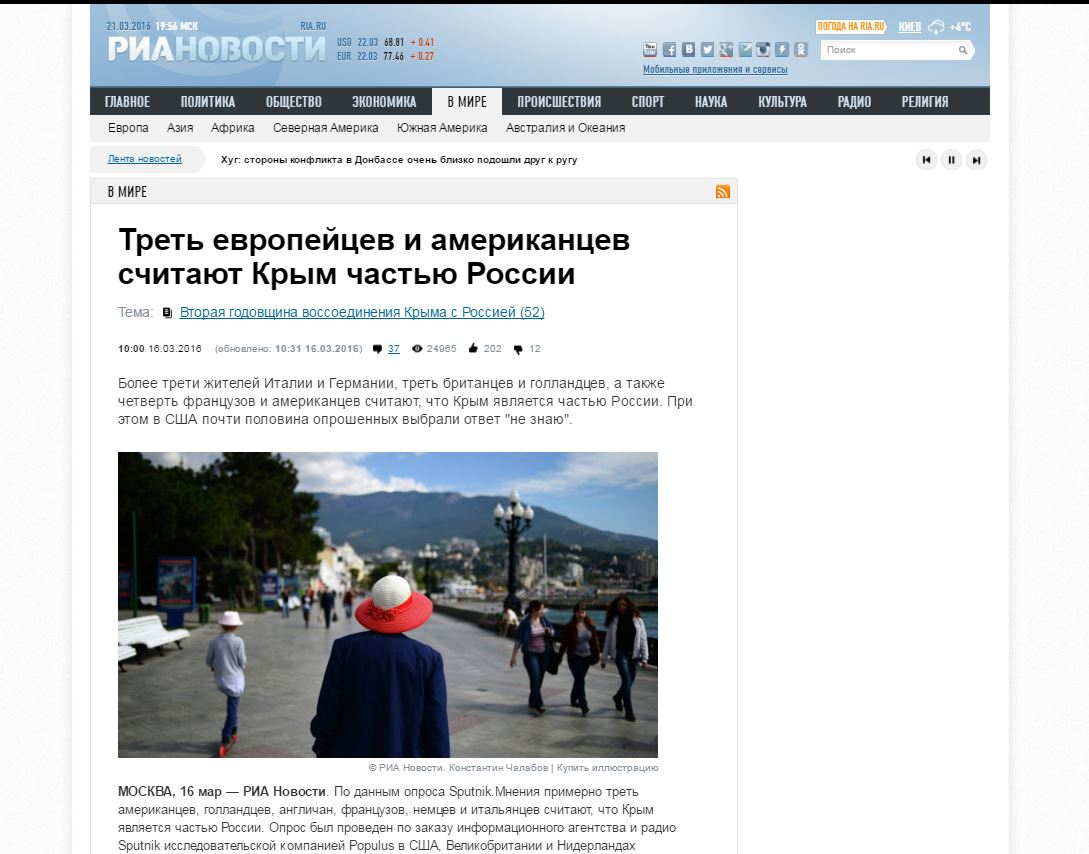 21.03.2016 19:56 МСК
RIA.RU
РИАНОВОСТИ
USD 22.03 68.81 + 0.41
EUR 22.03 77.46 + 0.27
ПОГОДА НА RIA.RU КИЕВ +4°C
You Tube
Поиск
Мобильные приложения и сервисы
ГЛАВНОЕ ПОЛИТИКА ОБЩЕСТВО ЭКОНОМИКА В МИРЕ ПРОИСШЕСТВИЯ СПОРТ НАУКА КУЛЬТУРА РАДИО РЕЛИГИЯ
Европа Азия Африка Северная Америка Южная Америка Австралия и Океания
Лента новостей Хуг: стороны конфликта в Донбассе очень близко подошли друг к ругу
В МИРЕ
Треть европейцев и американцев
считают Крым частью России
Тема: Вторая годовщина воссоединения Крыма с Россией (52)
10:00 16.03.2016 (обновлено: 10:31 16.03.2016) 37 24965 202 12
Более трети жителей Италии и Германии, треть британцев и голландцев, а также
четверть французов и американцев считают, что Крым является частью России. При
этом в США почти половина опрошенных выбрали ответ "не знаю".
© РИА Новости. Константин Чалабов | Купить иллюстрацию
МОСКВА, 16 мар — РИА Новости. По данным опроса Sputnik.Мнения примерно треть
американцев, голландцев, англичан, французов, немцев и итальянцев считают, что Крым
является частью России. Опрос был проведен по заказу информационного агентства и радио
Sputnik исследовательской компанией Populus в США, Великобритании и Нидерландах